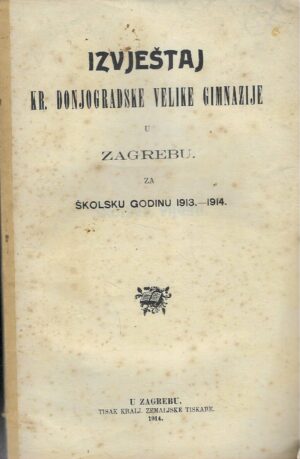 IZVJEŠTAJ
KR. DONJOGRADSKE VELIKE GIMNAZIJE
U
ZAGREBU.
ZA
ŠKOLSKU GODINU 1913.—1914.
U ZAGREBU.
TISAK KRALJ. ZEMALJSKE TISKARE.
1914.